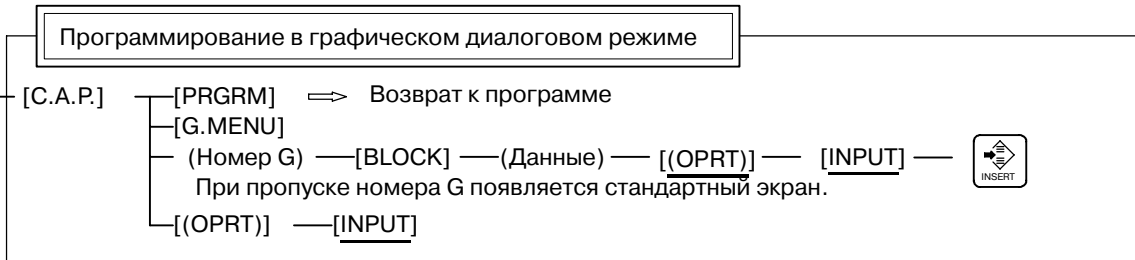 Программирование в графическом диалоговом режиме
[C.A.P.] [PRGRM] Возврат к программе
[G.MENU]
(Номер G) [BLOCK] (Данные) [(OPRT)] [INPUT] INSERT
При пропуске номера G появляется стандартный экран.
[(OPRT)] [INPUT]